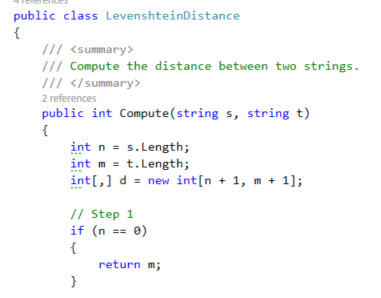 4 references
public class LevenshteinDistance
{
/// <summary>
/// Compute the distance between two strings.
/// </summary>
2 references
public int Compute(string s, string t)
{
int n = s.Length;
int m = t.Length;
int[,] d = new int[n + 1, m + 1];
// Step 1
if (n == 0)
{
return m;
}